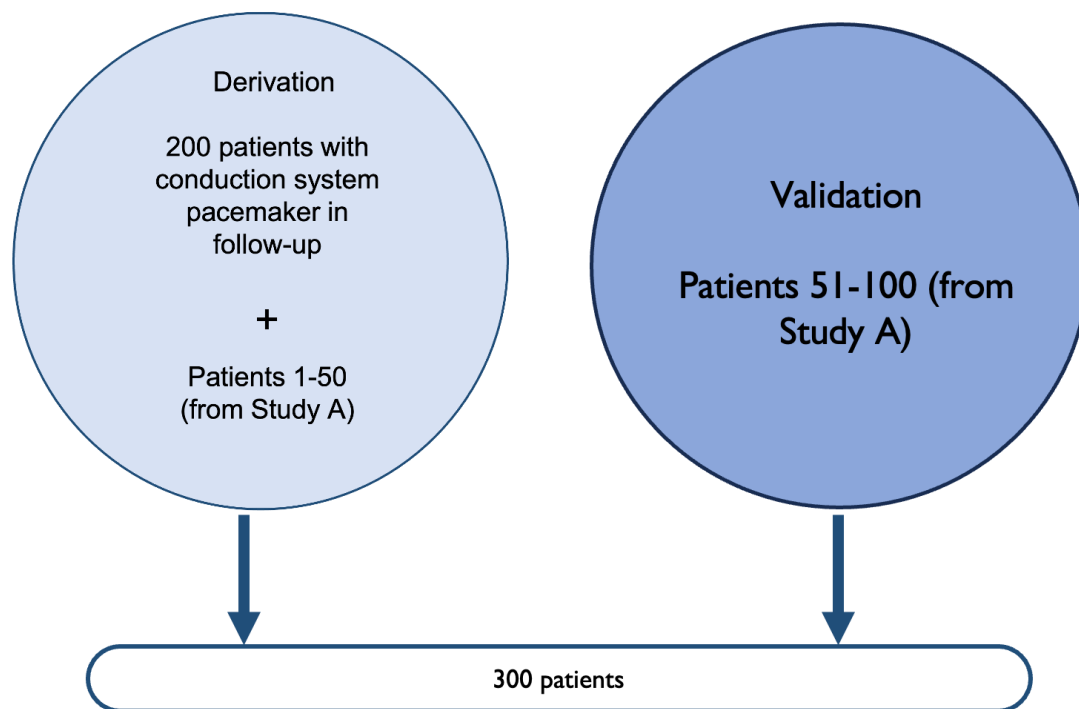 Derivation
200 patients with
conduction system
pacemaker in
follow-up
+
Patients 1-50
(from Study A)
Validation
Patients 51-100 (from
Study A)
300 patients